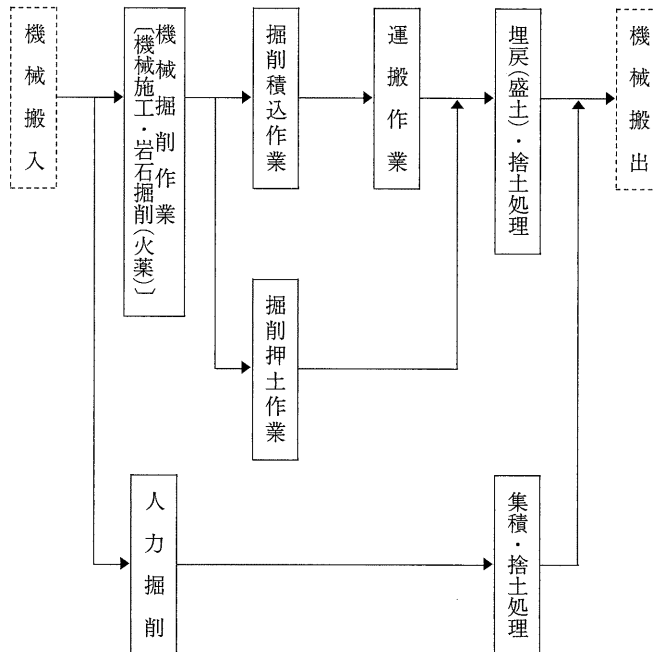 機械搬入
機械掘削作業
〔機械施工・岩石掘削(火薬)〕
掘削積込作業
運搬作業
埋戻(盛土)・捨土処理
機械搬出
掘削押土作業
人力掘削
集積・捨土処理